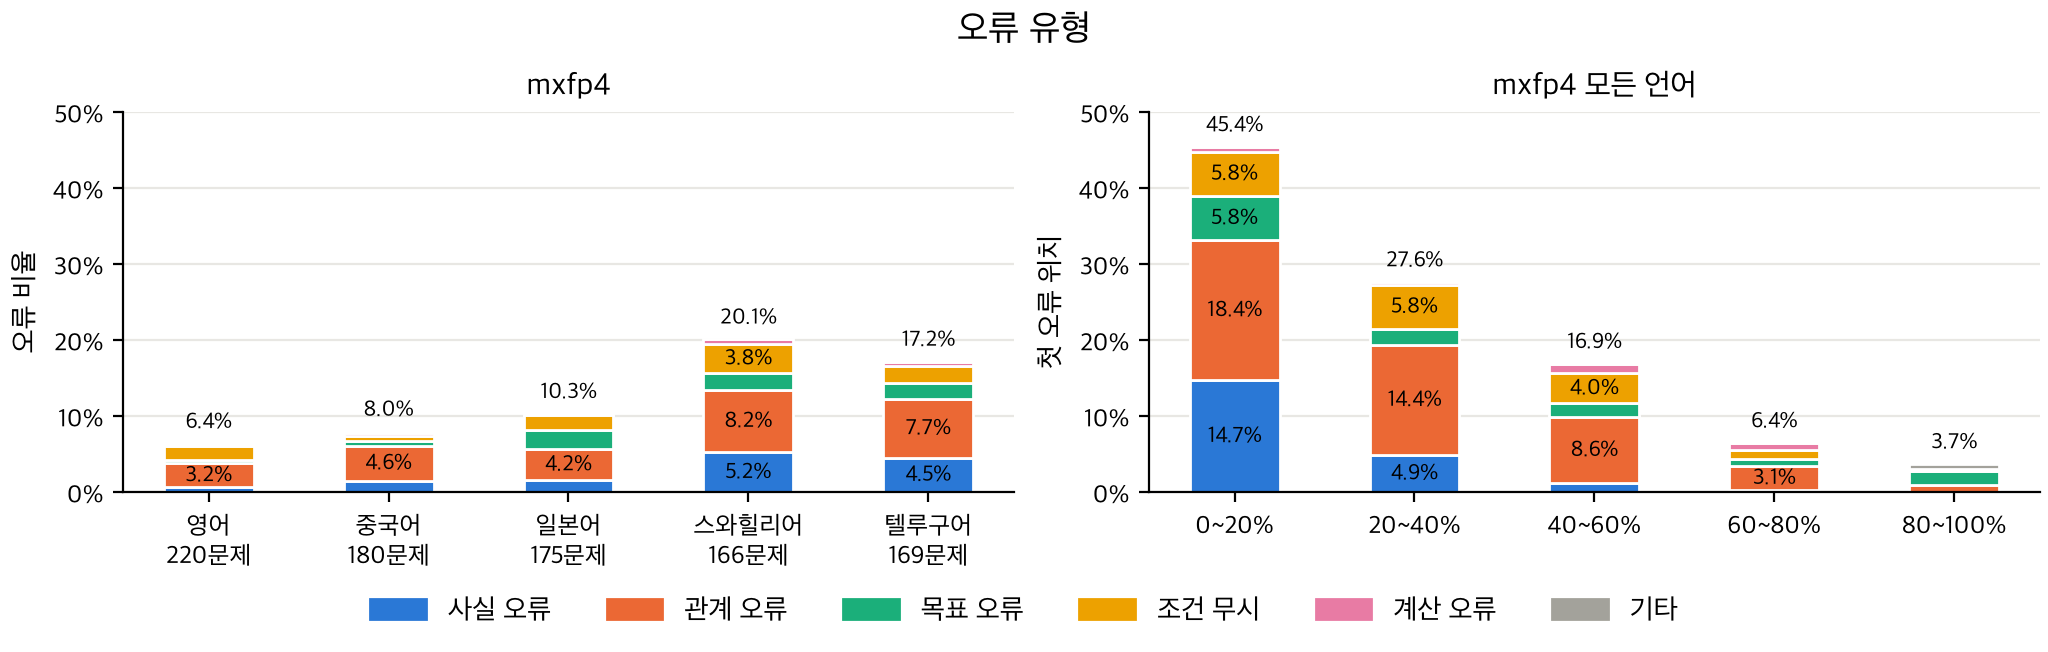 오류 유형
mxfp4
오류 비율
50%
40%
30%
20%
10%
0%
6.4%
3.2%
8.0%
4.6%
10.3%
4.2%
20.1%
3.8%
8.2%
5.2%
17.2%
7.7%
4.5%
영어
220문제
중국어
180문제
일본어
175문제
스와힐리어
166문제
텔루구어
169문제
mxfp4 모든 언어
첫 오류 위치
50%
40%
30%
20%
10%
0%
45.4%
5.8%
5.8%
18.4%
14.7%
27.6%
5.8%
14.4%
4.9%
16.9%
4.0%
8.6%
6.4%
3.1%
3.7%
0~20%
20~40%
40~60%
60~80%
80~100%
사실 오류
관계 오류
목표 오류
조건 무시
계산 오류
기타